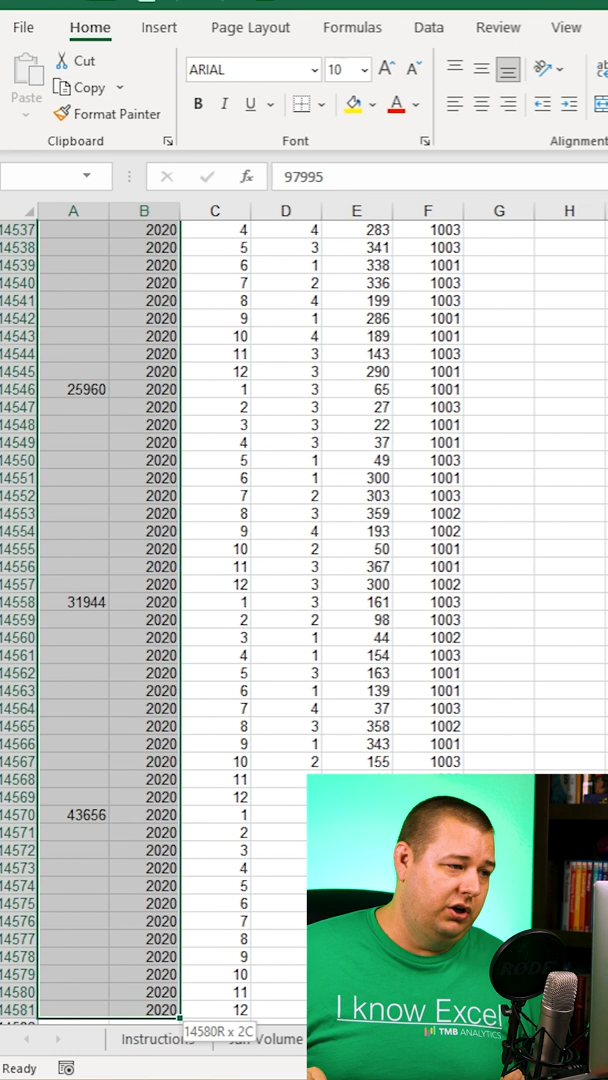 File Home Insert Page Layout Formulas Data Review View
Cut
Paste Copy
Format Painter
ARIAL 10 A A
B I U A
Clipboard Font Alignment
fx 97995
A B C D E F G H
14537 2020 4 4 283 1003
14538 2020 5 3 341 1003
14539 2020 6 1 338 1001
14540 2020 7 2 336 1003
14541 2020 8 4 199 1003
14542 2020 9 1 286 1001
14543 2020 10 4 189 1001
14544 2020 11 3 143 1003
14545 2020 12 3 290 1001
14546 25960 2020 1 3 65 1001
14547 2020 2 3 27 1003
14548 2020 3 3 22 1001
14549 2020 4 3 37 1001
14550 2020 5 1 49 1003
14551 2020 6 1 300 1001
14552 2020 7 2 303 1003
14553 2020 8 3 359 1002
14554 2020 9 4 193 1002
14555 2020 10 2 50 1001
14556 2020 11 3 367 1001
14557 2020 12 3 300 1002
14558 31944 2020 1 3 161 1003
14559 2020 2 2 98 1003
14560 2020 3 1 44 1002
14561 2020 4 1 154 1003
14562 2020 5 3 163 1001
14563 2020 6 1 139 1001
14564 2020 7 4 37 1003
14565 2020 8 3 358 1002
14566 2020 9 1 343 1001
14567 2020 10 2 155 1003
14568 2020 11
14569 2020 12
14570 43656 2020 1
14571 2020 2
14572 2020 3
14573 2020 4
14574 2020 5
14575 2020 6
14576 2020 7
14577 2020 8
14578 2020 9
14579 2020 10
14580 2020 11
14581 2020 12
14580R x 2C
Instructions Volume
Ready
RODE
I know Excel
TMB ANALYTICS